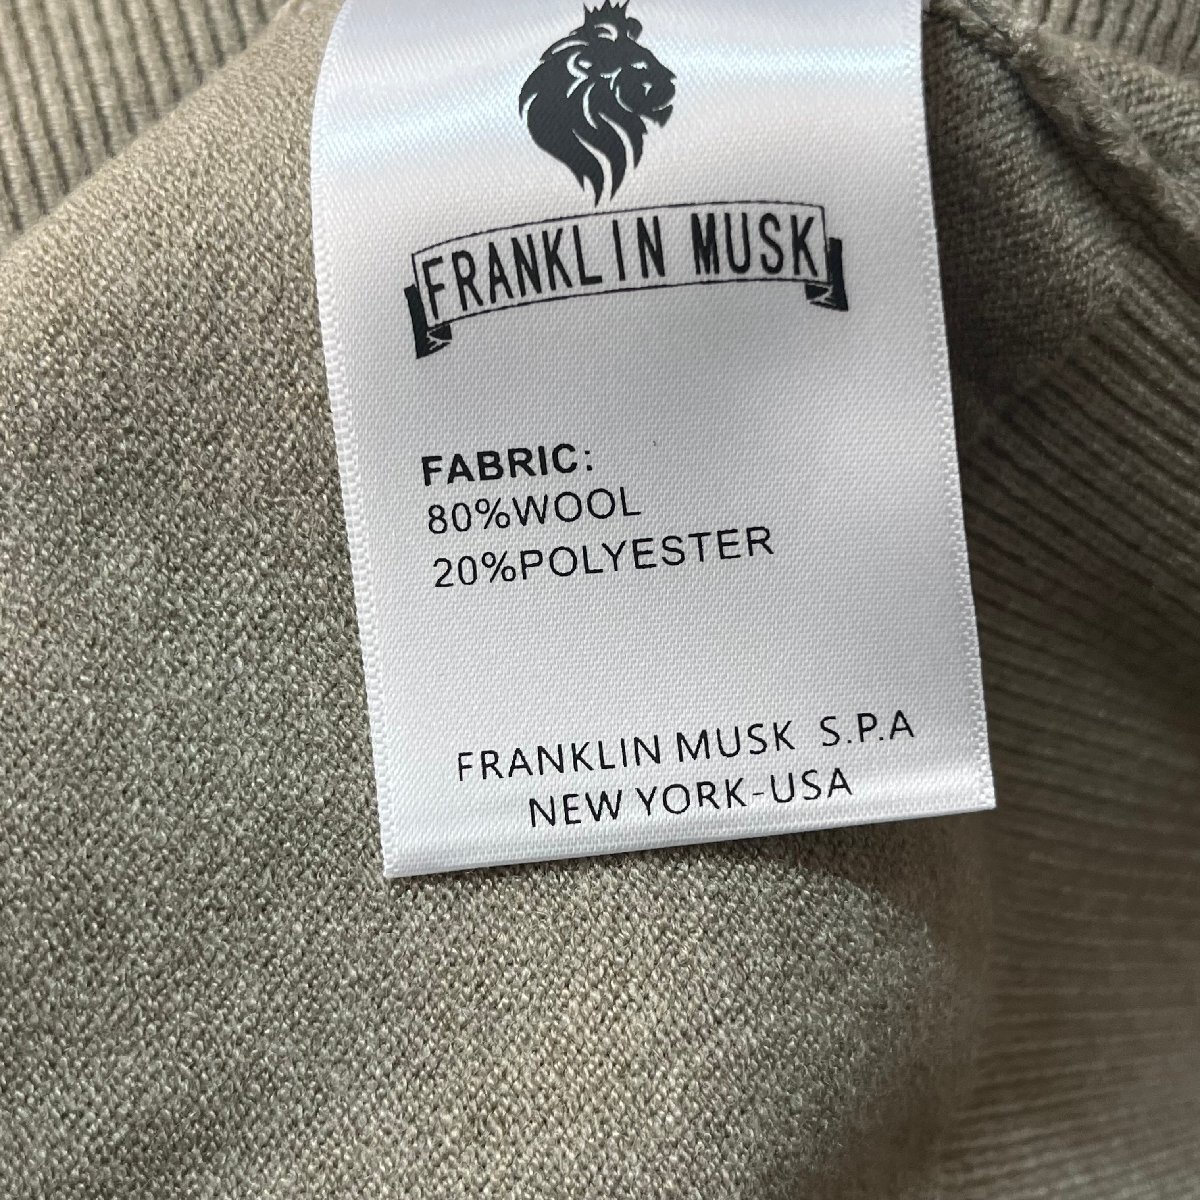 FRANKLIN MUSK
FABRIC:
80%WOOL
20%POLYESTER
FRANKLIN MUSK S.P.A
NEW YORK-USA